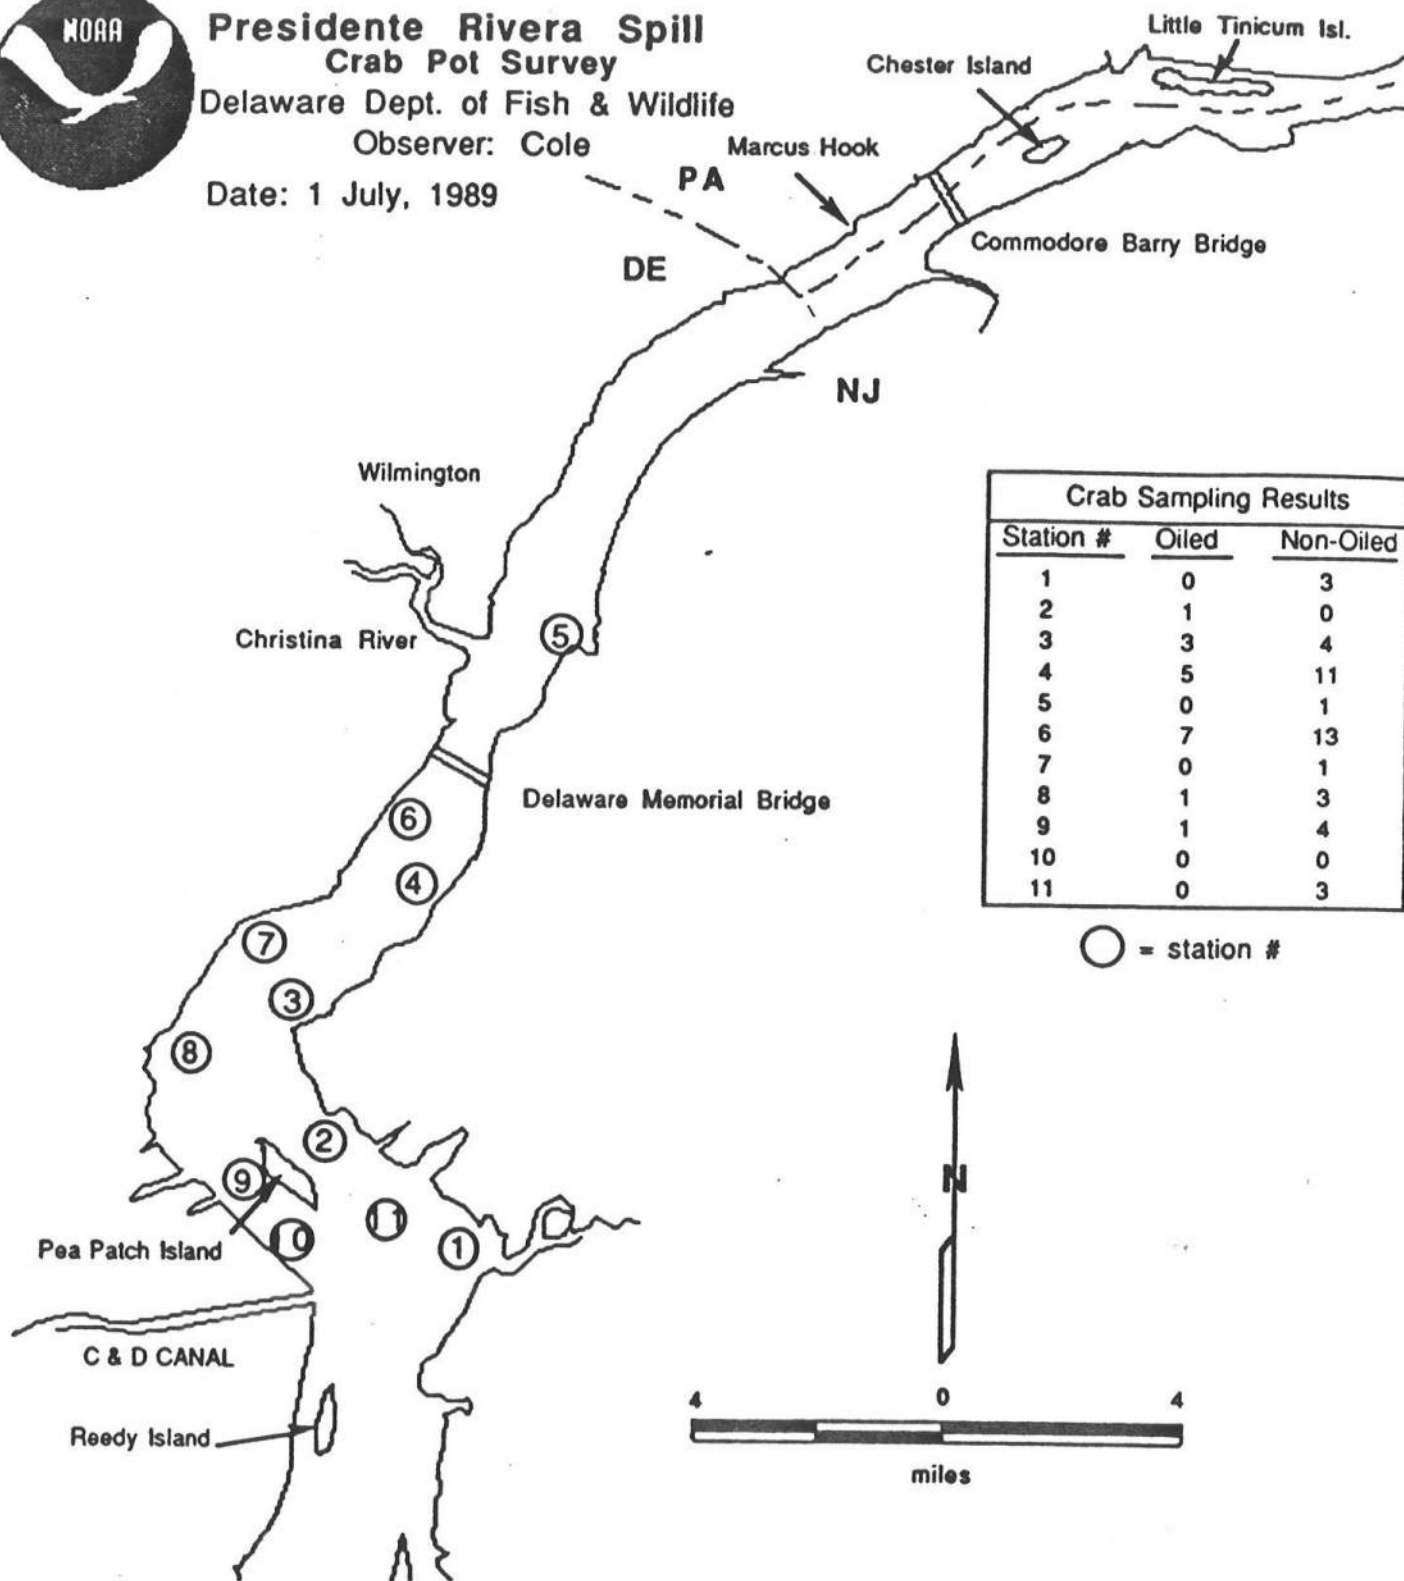 NOAA
Presidente Rivera Spill
Crab Pot Survey
Delaware Dept. of Fish & Wildlife
Observer: Cole
Date: 1 July, 1989
Little Tinicum Isl.
Chester Island
Marcus Hook
PA
Commodore Barry Bridge
DE
NJ
Wilmington
Christina River
5
Delaware Memorial Bridge
6
4
7
3
8
2
9
11
10
1
Pea Patch Island
C & D CANAL
Reedy Island
Crab Sampling Results
Station # Oiled Non-Oiled
1 0 3
2 1 0
3 3 4
4 5 11
5 0 1
6 7 13
7 0 1
8 1 3
9 1 4
10 0 0
11 0 3
= station #
N
4 0 4
miles